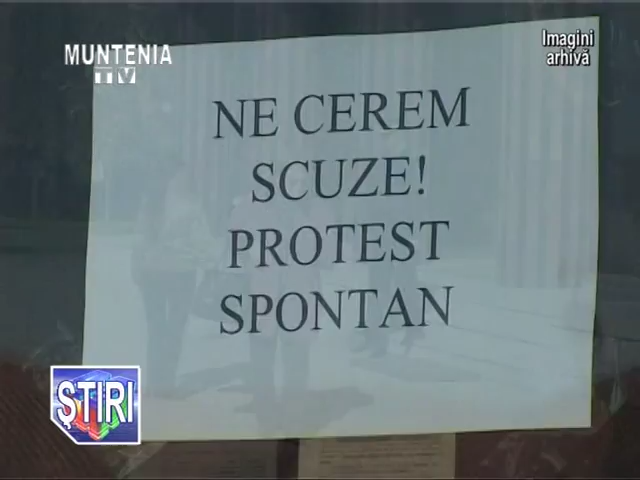 MUNTENIA
TV
Imagini
arhivă
NE CEREM
SCUZE!
PROTEST
SPONTAN
ȘTIRI